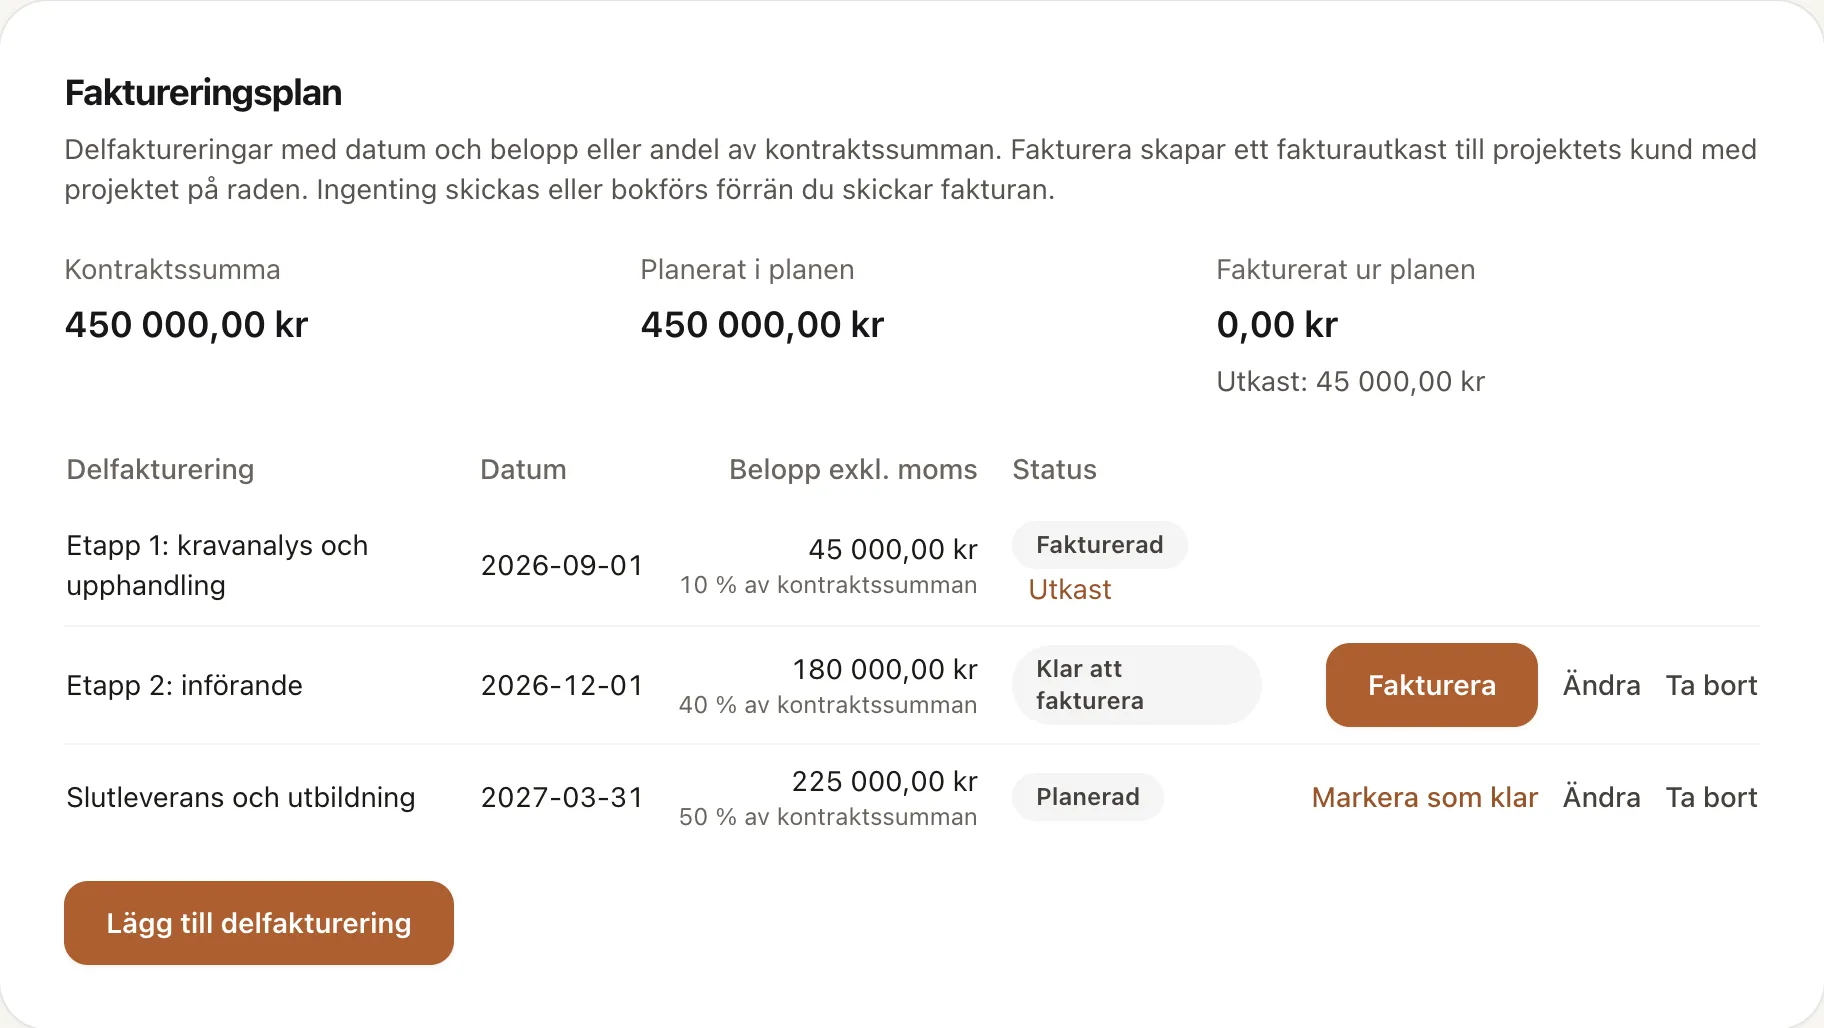 Faktureringsplan
Delfaktureringar med datum och belopp eller andel av kontraktssumman. Fakturera skapar ett fakturautkast till projektets kund med
projektet på raden. Ingenting skickas eller bokförs förrän du skickar fakturan.
Kontraktssumma
450 000,00 kr
Planerat i planen
450 000,00 kr
Fakturerat ur planen
0,00 kr
Utkast: 45 000,00 kr
Delfakturering Datum Belopp exkl. moms Status
Etapp 1: kravanalys och
upphandling
2026-09-01
45 000,00 kr
10 % av kontraktssumman
Fakturerad
Utkast
Etapp 2: införande
2026-12-01
180 000,00 kr
40 % av kontraktssumman
Klar att
fakturera
Fakturera Ändra Ta bort
Slutleverans och utbildning
2027-03-31
225 000,00 kr
50 % av kontraktssumman
Planerad
Markera som klar Ändra Ta bort
Lägg till delfakturering